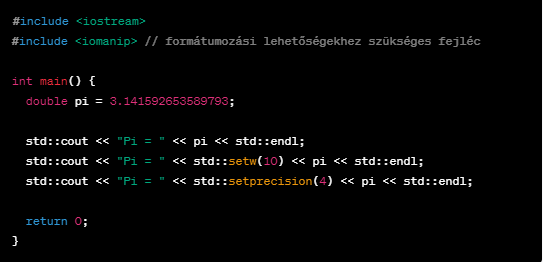 #include <iostream>
#include <iomanip> // formátumozási lehetőségekhez szükséges fejléc
int main() {
double pi = 3.141592653589793;
std::cout << "Pi = " << pi << std::endl;
std::cout << "Pi = " << std::setw(10) << pi << std::endl;
std::cout << "Pi = " << std::setprecision(4) << pi << std::endl;
return 0;
}